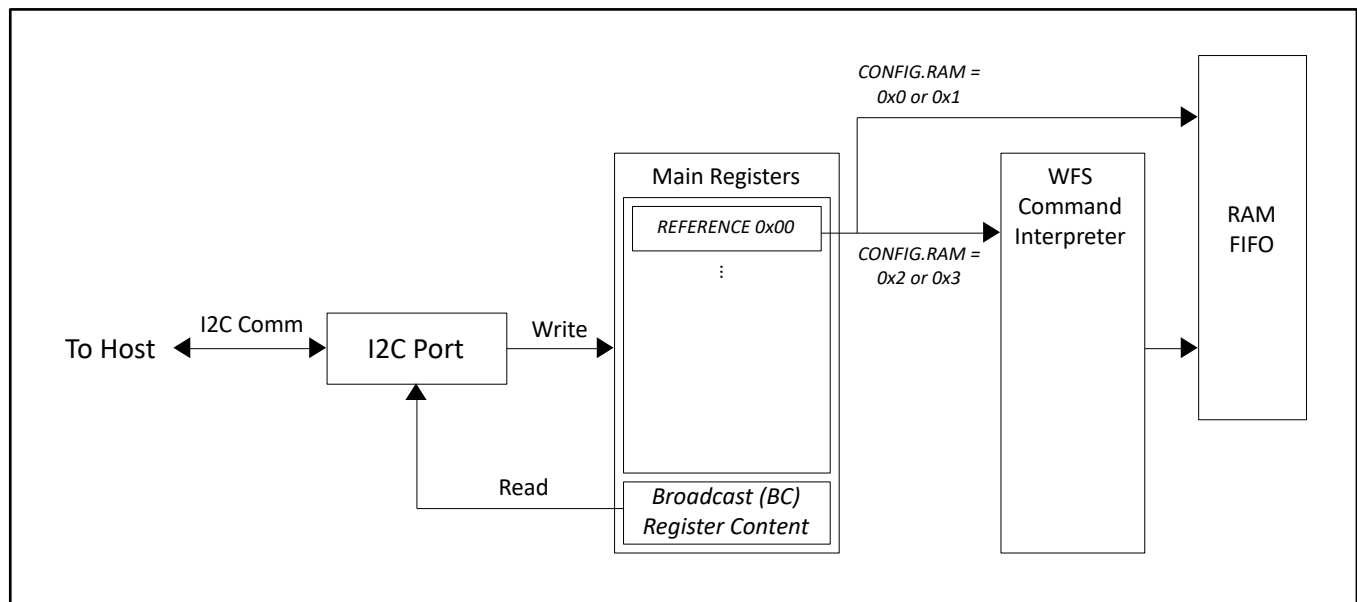 CONFIG.RAM =
0x0 or 0x1
Main Registers
WFS
Command
Interpreter
RAM
FIFO
REFERENCE 0x00
⋮
CONFIG.RAM =
0x2 or 0x3
To Host
I2C Comm
I2C Port
Write
Read
Broadcast (BC)
Register Content